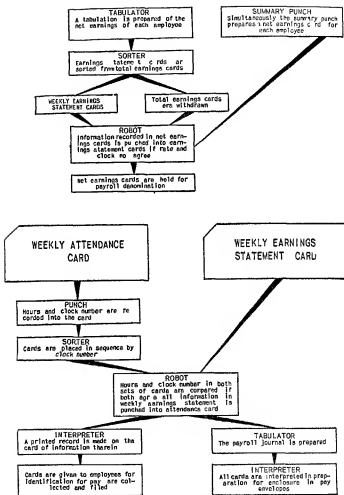 TABULATOR
A tabulation is prepared of the
net earnings of each employee
SUMMARY PUNCH
Simultaneously the summary punch
prepares net earnings c rd for
each employee
SORTER
Earnings tatem t c rds ar
sorted from total earnings cards
WEEKLY EARNINGS
STATEMENT CARDS
Total earnings cards
are withdrawn
ROBOT
Information recorded in net earn-
ings cards is pu ched into earn-
ings statement cards if rate and
clock no agree
Net earnings cards are held for
payroll denomination
WEEKLY ATTENDANCE
CARD
WEEKLY EARNINGS
STATEMENT CARD
PUNCH
Hours and clock number are re
corded into the card
SORTER
Cards are placed in sequence by
clock number
ROBOT
Hours and clock number in both
sets of cards are compared if
both agr e all information in
weekly earnings statement is
punched into attendance card
INTERPRETER
A printed record is made on the
card of information therein
TABULATOR
The payroll journal is prepared
Cards are given to employees for
identification for pay are col-
lected and filed
INTERPRETER
All cards are interpreted in prep-
aration for enclosure in pay
envelopes